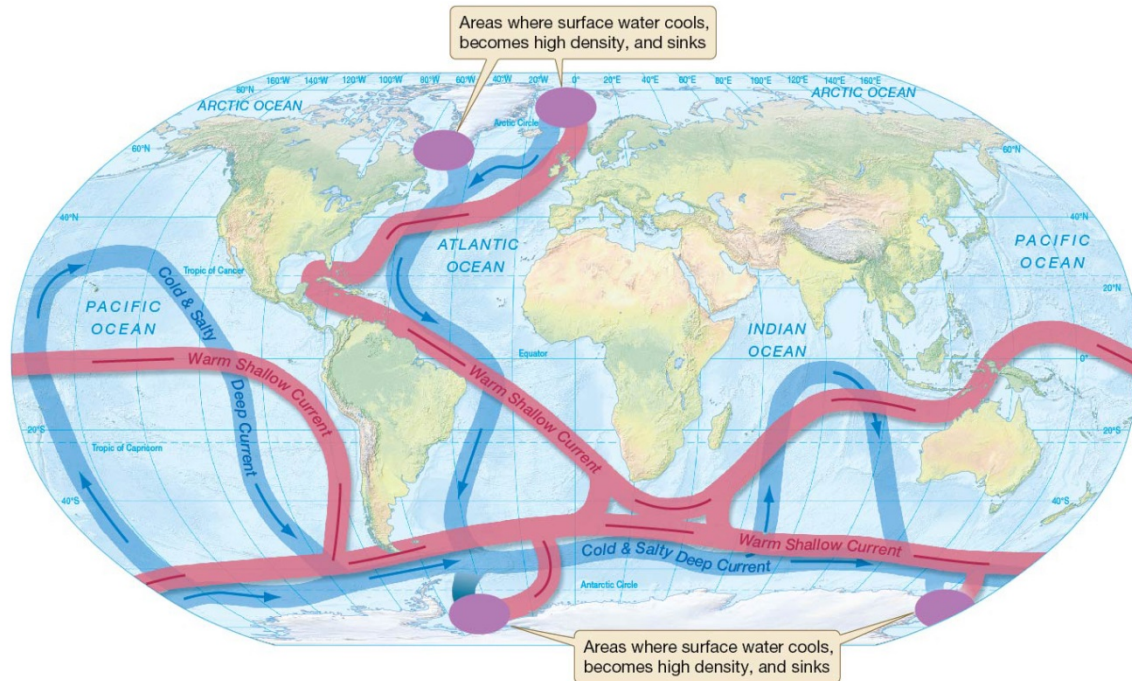 Areas where surface water cools,
becomes high density, and sinks
160°W 140°W 120°W 100°W 80°W 60°W 40°W 20°W 0° 20°E 40°E 60°E 80°E 100°E 120°E 140°E 160°E
80°N
80°N
ARCTIC OCEAN
ARCTIC OCEAN
Arctic Circle
60°N
60°N
40°N
40°N
ATLANTIC
OCEAN
PACIFIC
OCEAN
Tropic of Cancer
20°N
Cold & Salty
Deep Current
PACIFIC
OCEAN
INDIAN
OCEAN
Equator
0°
Warm Shallow Current
Warm Shallow Current
20°S
20°S
Tropic of Capricorn
40°S
40°S
Warm Shallow Current
Cold & Salty Deep Current
Antarctic Circle
Areas where surface water cools,
becomes high density, and sinks